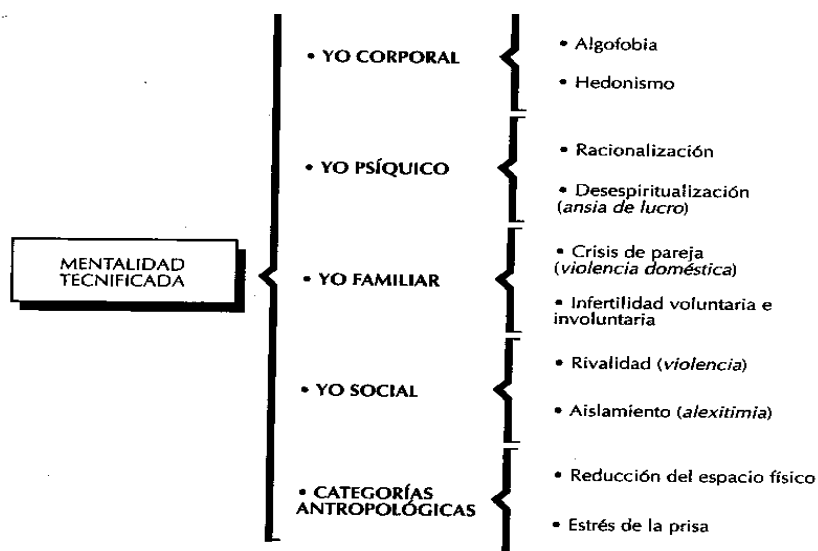 MENTALIDAD
TECNIFICADA
• YO CORPORAL
• Algofobia
• Hedonismo
• YO PSÍQUICO
• Racionalización
• Desespiritualización
(ansia de lucro)
• YO FAMILIAR
• Crisis de pareja
(violencia doméstica)
• Infertilidad voluntaria e
involuntaria
• YO SOCIAL
• Rivalidad (violencia)
• Aislamiento (alexitimia)
• CATEGORÍAS
ANTROPOLÓGICAS
• Reducción del espacio físico
• Estrés de la prisa